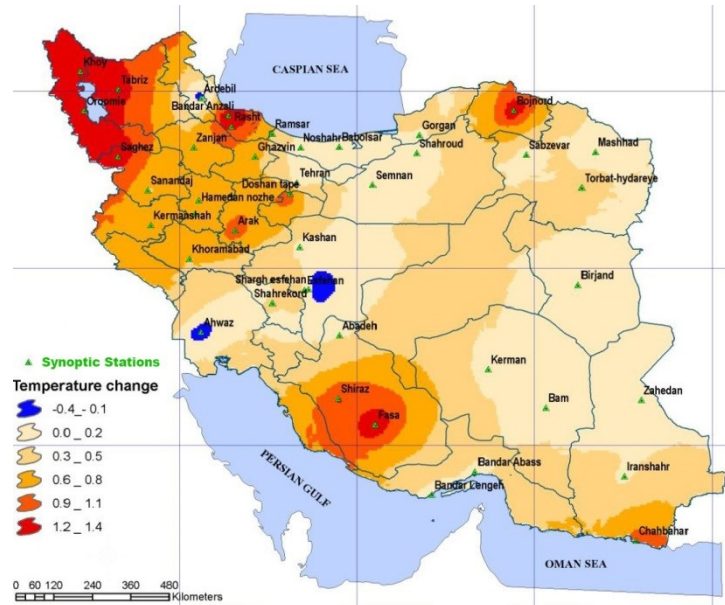 CASPIAN SEA
Khoy
Tabriz
Oroomie
Ardebil
Bandar Anzali
Rasht
Bojnord
Ramsar
Gorgan
Saghez
Zanjan
Ghazvin
Noshahr
Babolsar
Shahroud
Sabzevar
Mashhad
Tehran
Semnan
Torbat-hydareye
Sanandaj
Doshan tape
Hamedan nozhe
Kermanshah
Arak
Kashan
Khoramabad
Shargh esfehan
Esfehan
Birjand
Shahrekord
Ahwaz
Abadeh
Synoptic Stations
Temperature change
-0.4 _ -0.1
0.0 _ 0.2
0.3 _ 0.5
0.6 _ 0.8
0.9 _ 1.1
1.2 _ 1.4
Kerman
Shiraz
Bam
Zahedan
Fasa
Bandar Abass
Iranshahr
Bandar Lengeh
PERSIAN GULF
Chahbahar
OMAN SEA
0 60 120 240 360 480
Kilometers